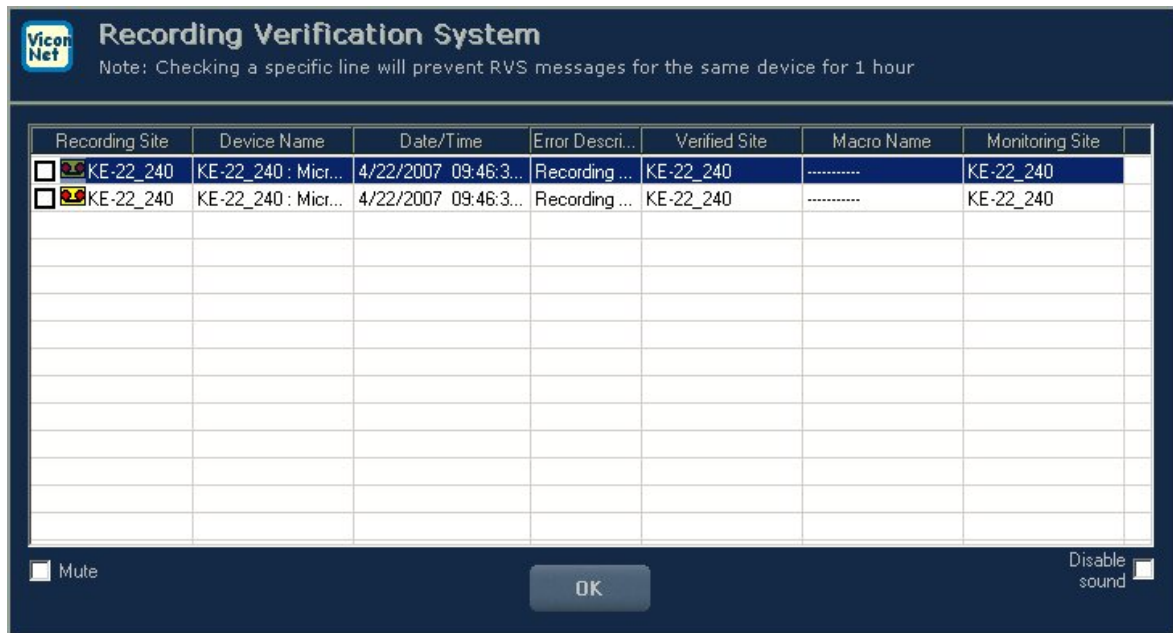 Vicon
Net
Recording Verification System
Note: Checking a specific line will prevent RVS messages for the same device for 1 hour
Recording Site Device Name Date/Time Error Descri... Verified Site Macro Name Monitoring Site
KE-22_240 KE-22_240 : Micr... 4/22/2007 09:46:3... Recording ... KE-22_240 ----------- KE-22_240
KE-22_240 KE-22_240 : Micr... 4/22/2007 09:46:3... Recording ... KE-22_240 ----------- KE-22_240
Mute
OK
Disable
sound